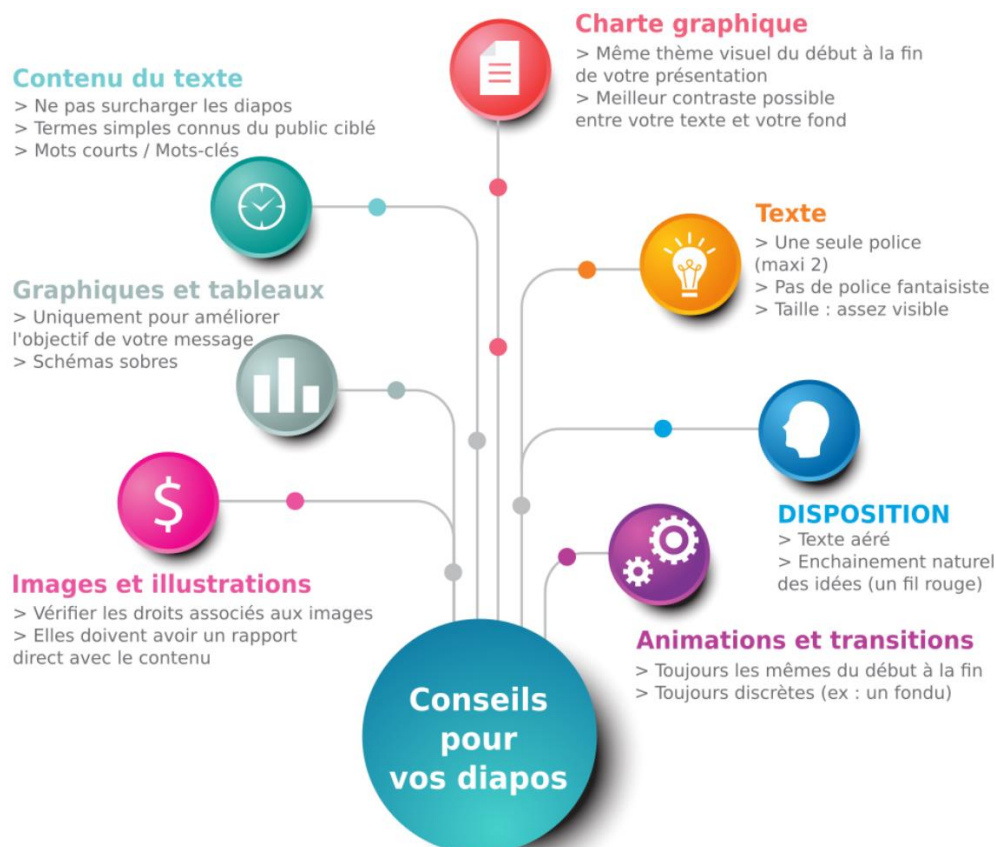 Charte graphique
> Même thème visuel du début à la fin
de votre présentation
> Meilleur contraste possible
entre votre texte et votre fond
Contenu du texte
> Ne pas surcharger les diapos
> Termes simples connus du public ciblé
> Mots courts / Mots-clés
Texte
> Une seule police
(maxi 2)
> Pas de police fantaisiste
> Taille : assez visible
Graphiques et tableaux
> Uniquement pour améliorer
l'objectif de votre message
> Schémas sobres
$
DISPOSITION
> Texte aéré
> Enchainement naturel
des idées (un fil rouge)
Images et illustrations
> Vérifier les droits associés aux images
> Elles doivent avoir un rapport
direct avec le contenu
Animations et transitions
> Toujours les mêmes du début à la fin
> Toujours discrètes (ex : un fondu)
Conseils
pour
vos diapos